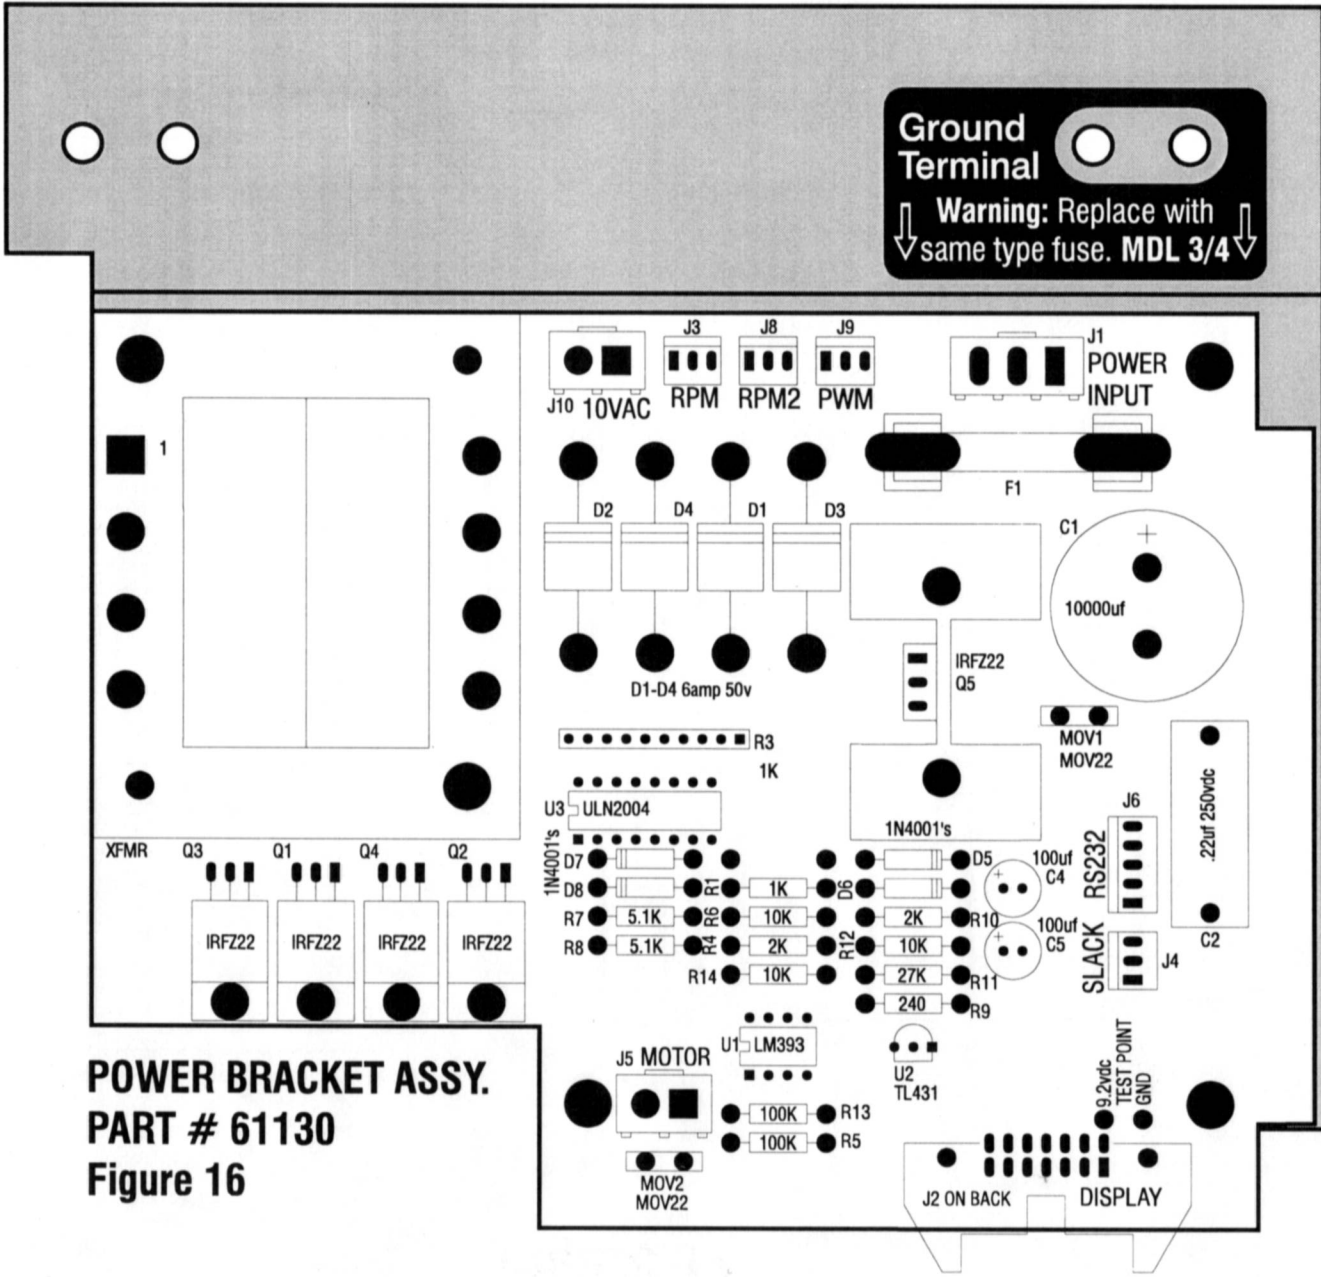 Ground
Terminal
Warning: Replace with
same type fuse. MDL 3/4
J3
J8
J9
J1
POWER
INPUT
J10 10VAC
RPM
RPM2
PWM
1
F1
D2
D4
D1
D3
C1
10000uf
IRFZ22
Q5
D1-D4 6amp 50v
R3
1K
MOV1
MOV22
.22uf 250vdc
C2
U3
ULN2004
1N4001's
J6
RS232
XFMR
Q3
Q1
Q4
Q2
1N4001's
D7
D8
R7
5.1K
R8
5.1K
R1
1K
R6
10K
R4
2K
R14
10K
D5
D6
2K
R10
R12
10K
27K
R11
240
R9
100uf
C4
100uf
C5
SLACK
J4
IRFZ22
IRFZ22
IRFZ22
IRFZ22
U1
LM393
U2
TL431
9.2vdc
TEST POINT
GND
J5 MOTOR
100K
R13
100K
R5
MOV2
MOV22
J2 ON BACK
DISPLAY
POWER BRACKET ASSY.
PART # 61130
Figure 16